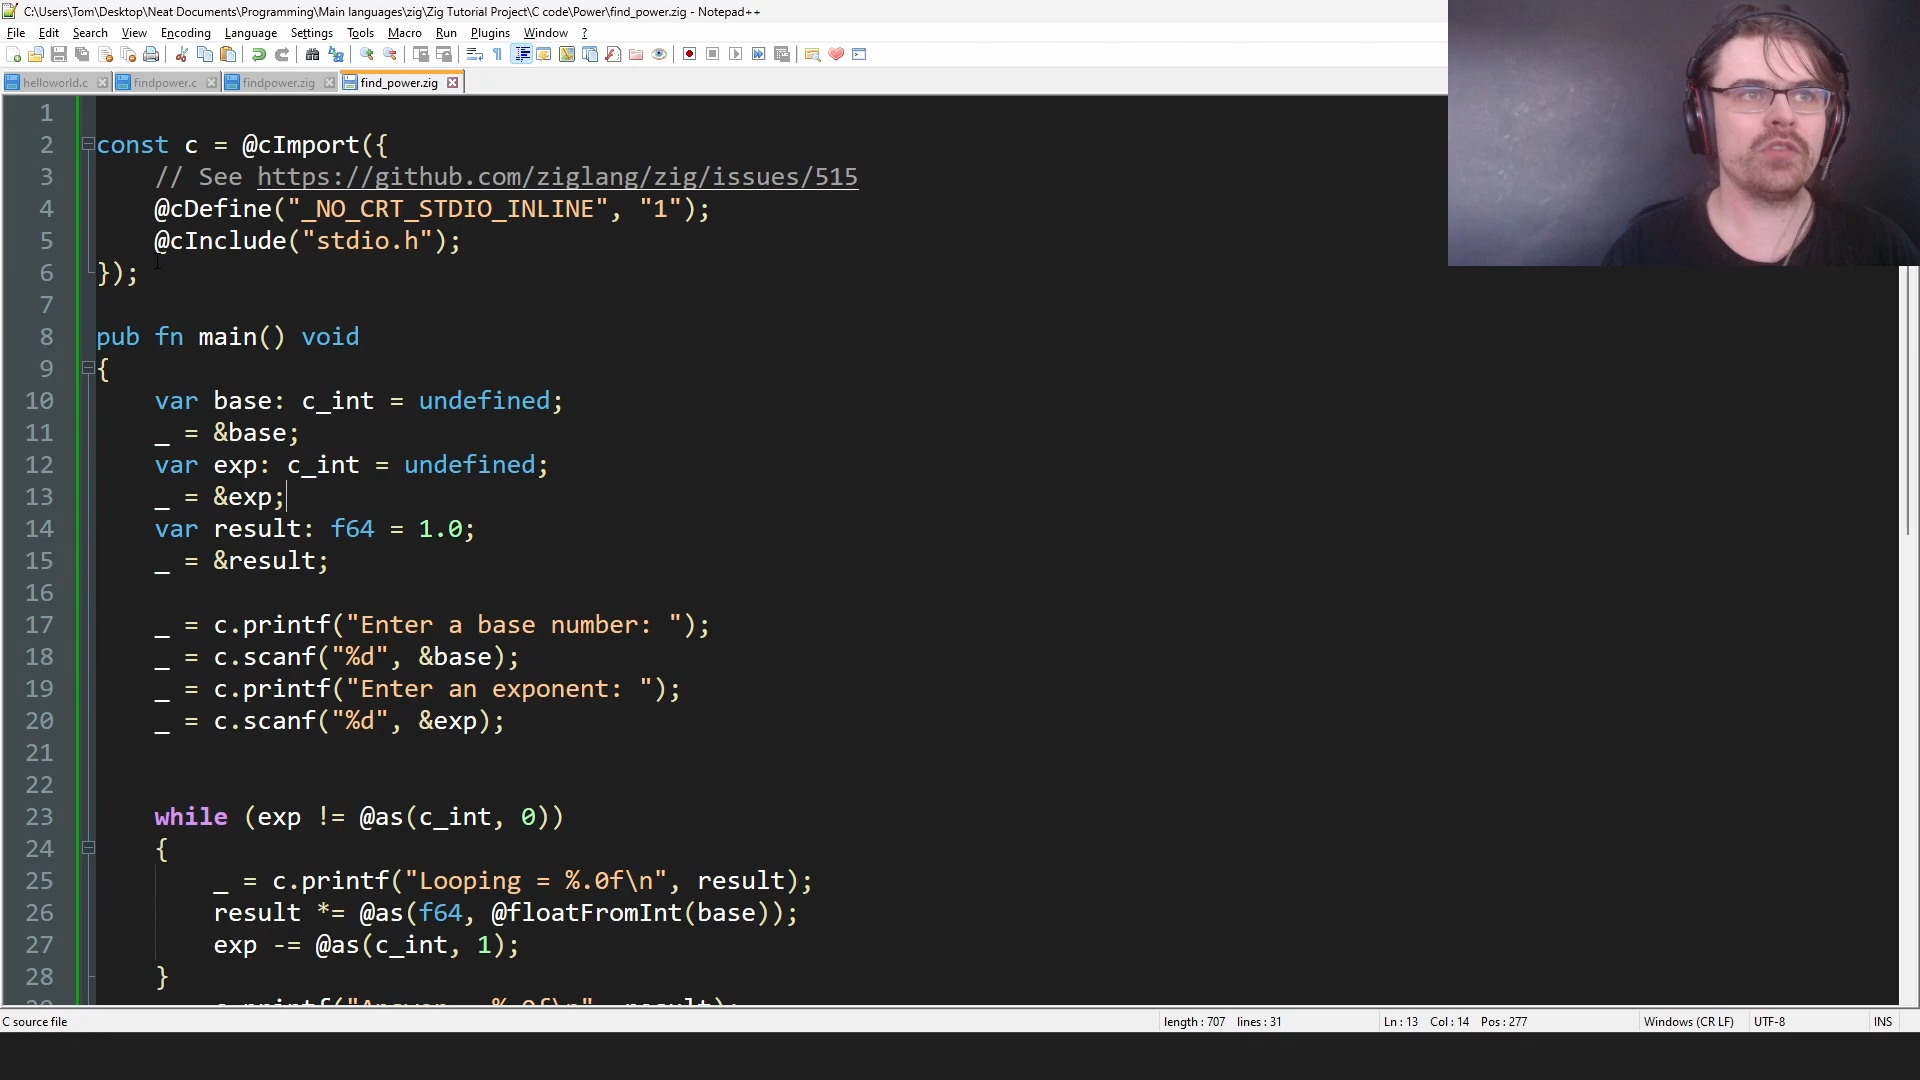 C:\Users\Tom\Desktop\Neat Documents\Programming\Main languages\zig\Zig Tutorial Project\C code\Power\find_power.zig - Notepad++
File Edit Search View Encoding Language Settings Tools Macro Run Plugins Window ?
helloworld.c findpower.c findpower.zig find_power.zig
1
2 const c = @cImport({
3 // See https://github.com/ziglang/zig/issues/515
4 @cDefine("_NO_CRT_STDIO_INLINE", "1");
5 @cInclude("stdio.h");
6 });
7
8 pub fn main() void
9 {
10 var base: c_int = undefined;
11 _ = &base;
12 var exp: c_int = undefined;
13 _ = &exp;
14 var result: f64 = 1.0;
15 _ = &result;
16
17 _ = c.printf("Enter a base number: ");
18 _ = c.scanf("%d", &base);
19 _ = c.printf("Enter an exponent: ");
20 _ = c.scanf("%d", &exp);
21
22
23 while (exp != @as(c_int, 0))
24 {
25 _ = c.printf("Looping = %.0f\n", result);
26 result *= @as(f64, @floatFromInt(base));
27 exp -= @as(c_int, 1);
28 }
C source file length : 707 lines : 31 Ln : 13 Col : 14 Pos : 277 Windows (CR LF) UTF-8 INS